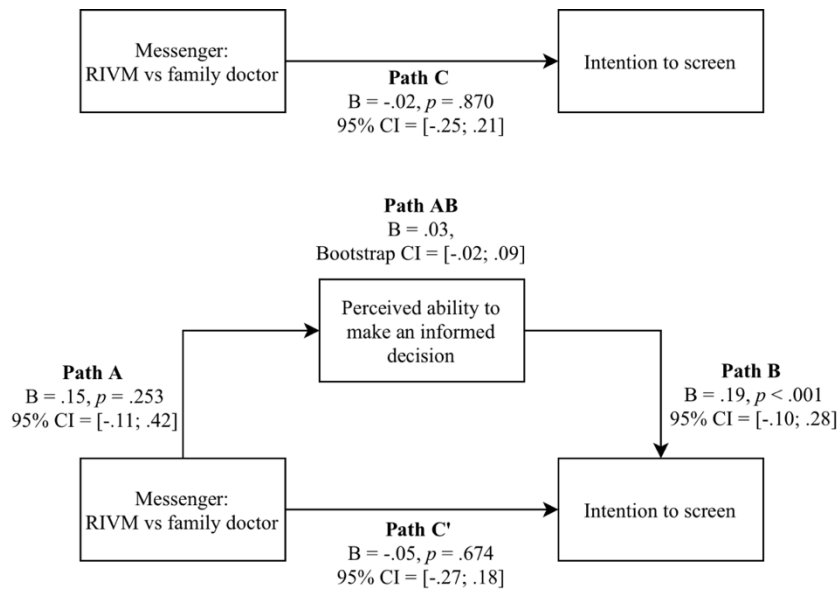 Messenger:
RIVM vs family doctor
Path C
B = -.02, p = .870
95% CI = [-.25; .21]
Intention to screen
Path AB
B = .03,
Bootstrap CI = [-.02; .09]
Perceived ability to
make an informed
decision
Path A
B = .15, p = .253
95% CI = [-.11; .42]
Path B
B = .19, p < .001
95% CI = [-.10; .28]
Messenger:
RIVM vs family doctor
Path C'
B = -.05, p = .674
95% CI = [-.27; .18]
Intention to screen